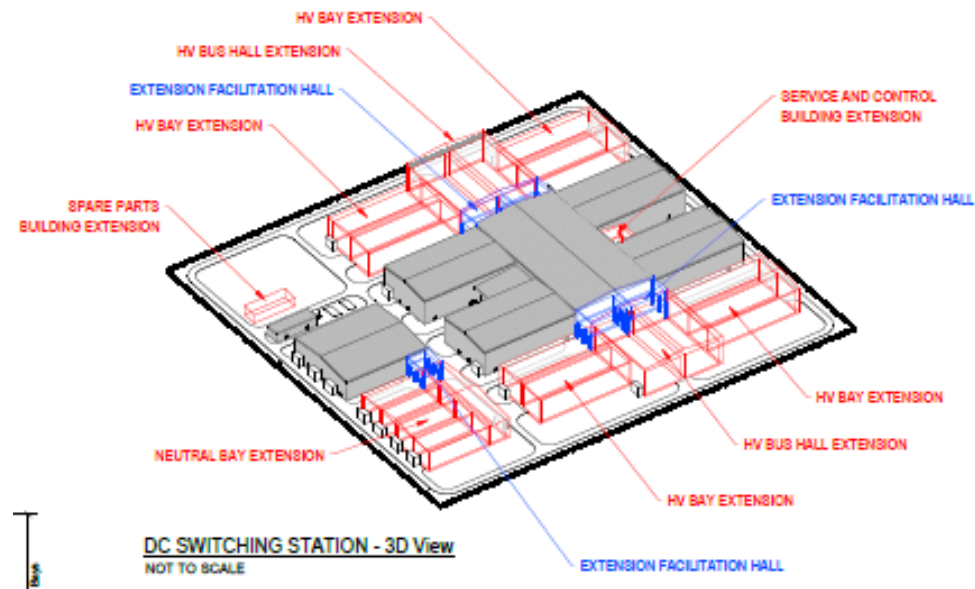 HV BAY EXTENSION
HV BUS HALL EXTENSION
EXTENSION FACILITATION HALL
HV BAY EXTENSION
SERVICE AND CONTROL
BUILDING EXTENSION
SPARE PARTS
BUILDING EXTENSION
EXTENSION FACILITATION HALL
HV BAY EXTENSION
HV BUS HALL EXTENSION
NEUTRAL BAY EXTENSION
HV BAY EXTENSION
DC SWITCHING STATION - 3D View
NOT TO SCALE
EXTENSION FACILITATION HALL
Bays